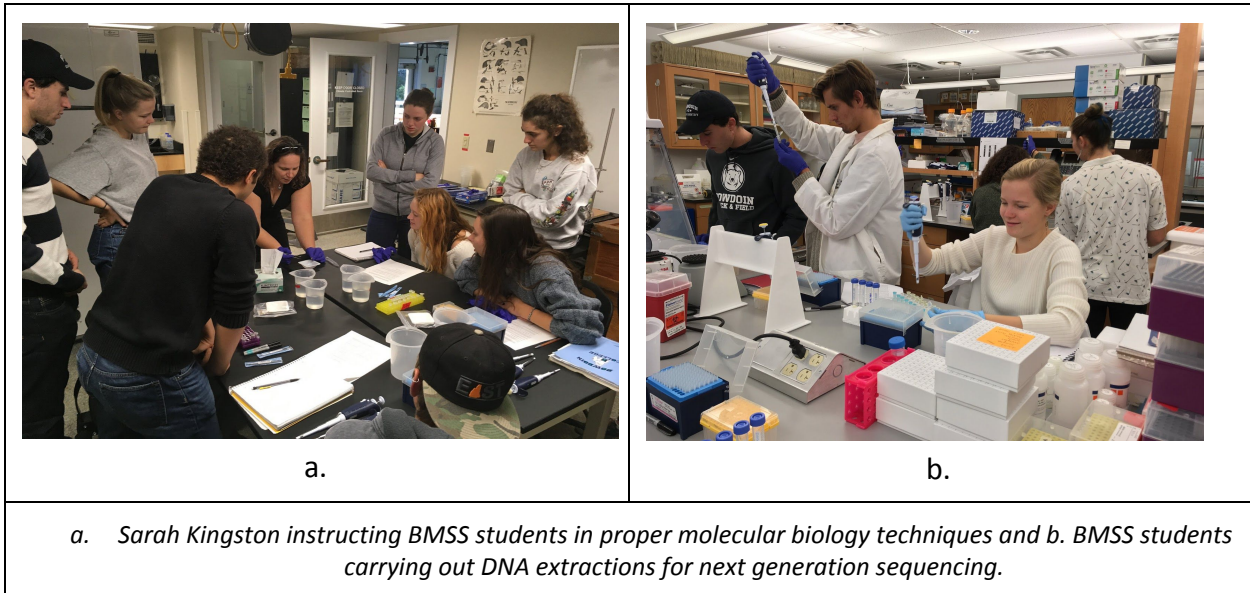 BOWDOIN
& FIELD
a.
b.
a. Sarah Kingston instructing BMSS students in proper molecular biology techniques and b. BMSS students
carrying out DNA extractions for next generation sequencing.